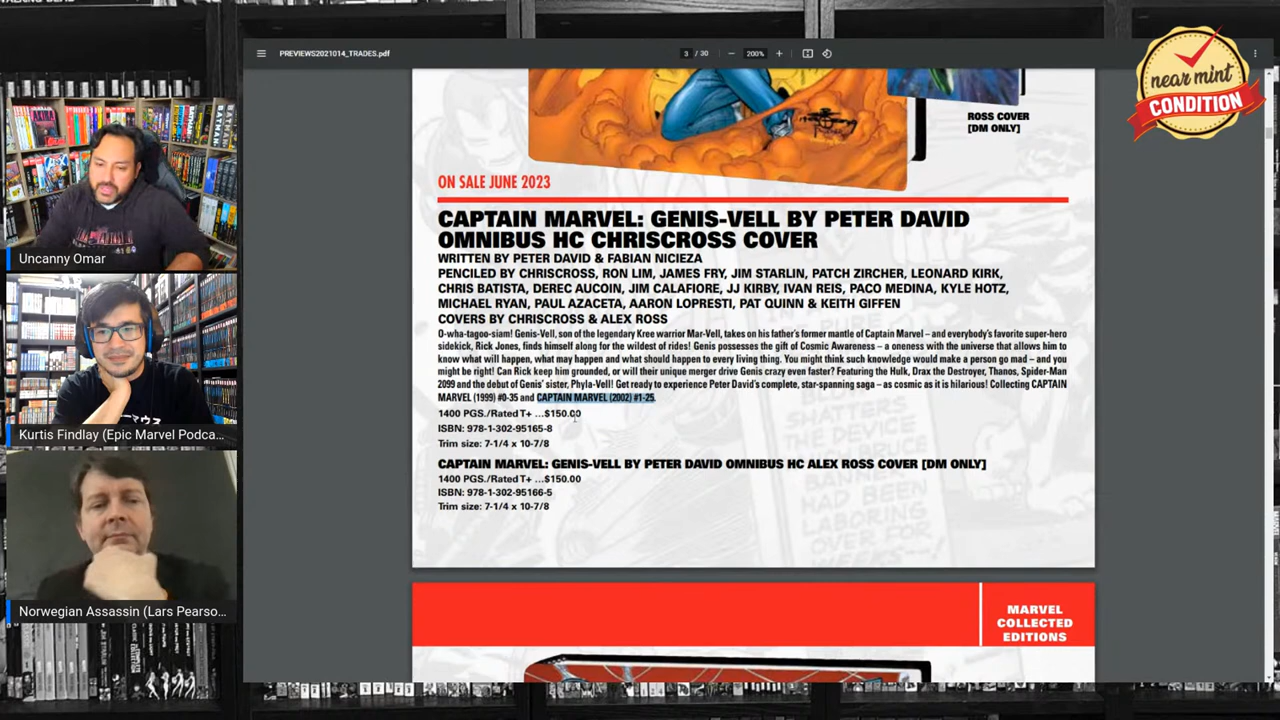 PREVIEWS2021014_TRADES.pdf
3 / 30
200%
near mint
CONDITION
ROSS COVER
[DM ONLY]
ON SALE JUNE 2023
CAPTAIN MARVEL: GENIS-VELL BY PETER DAVID
OMNIBUS HC CHRISCROSS COVER
WRITTEN BY PETER DAVID & FABIAN NICIEZA
PENCILED BY CHRISCROSS, RON LIM, JAMES FRY, JIM STARLIN, PATCH ZIRCHER, LEONARD KIRK,
CHRIS BATISTA, DEREC AUCOIN, JIM CALAFIORE, JJ KIRBY, IVAN REIS, PACO MEDINA, KYLE HOTZ,
MICHAEL RYAN, PAUL AZACETA, AARON LOPRESTI, PAT QUINN & KEITH GIFFEN
COVERS BY CHRISCROSS & ALEX ROSS
O-wha-tagoo-siam! Genis-Vell, son of the legendary Kree warrior Mar-Vell, takes on his father's former mantle of Captain Marvel – and everybody's favorite super-hero
sidekick, Rick Jones, finds himself along for the wildest of rides! Genis possesses the gift of Cosmic Awareness – a oneness with the universe that allows him to
know what will happen, what may happen and what should happen to every living thing. You might think such knowledge would make a person go mad – and you
might be right! Can Rick keep him grounded, or will their unique merger drive Genis crazy even faster? Featuring the Hulk, Drax the Destroyer, Thanos, Spider-Man
2099 and the debut of Genis' sister, Phyla-Vell! Get ready to experience Peter David's complete, star-spanning saga – as cosmic as it is hilarious! Collecting CAPTAIN
MARVEL (1999) #0-35 and CAPTAIN MARVEL (2002) #1-25.
1400 PGS./Rated T+ ...$150.00
ISBN: 978-1-302-95165-8
Trim size: 7-1/4 x 10-7/8
CAPTAIN MARVEL: GENIS-VELL BY PETER DAVID OMNIBUS HC ALEX ROSS COVER [DM ONLY]
1400 PGS./Rated T+ ...$150.00
ISBN: 978-1-302-95166-5
Trim size: 7-1/4 x 10-7/8
MARVEL
COLLECTED
EDITIONS
Uncanny Omar
Kurtis Findlay (Epic Marvel Podca...
Norwegian Assassin (Lars Pearso...